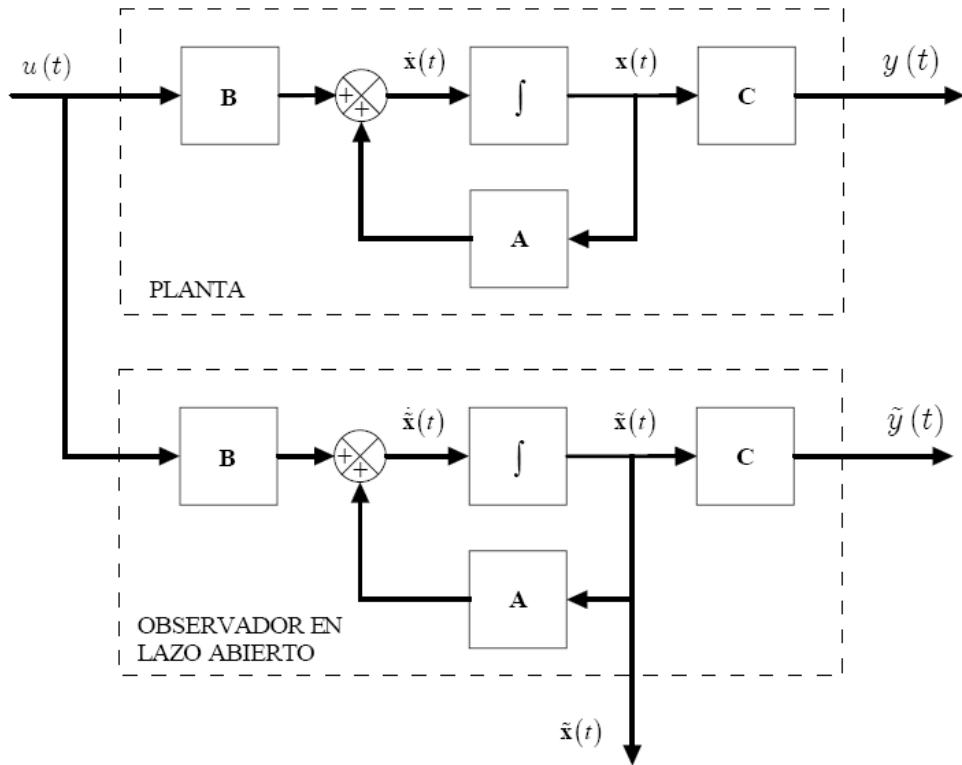 u(t)
B
+
+
ẋ(t)
∫
x(t)
C
y(t)
A
PLANTA
B
+
+
x̃̇(t)
∫
x̃(t)
C
ỹ(t)
A
OBSERVADOR EN
LAZO ABIERTO
x̃(t)